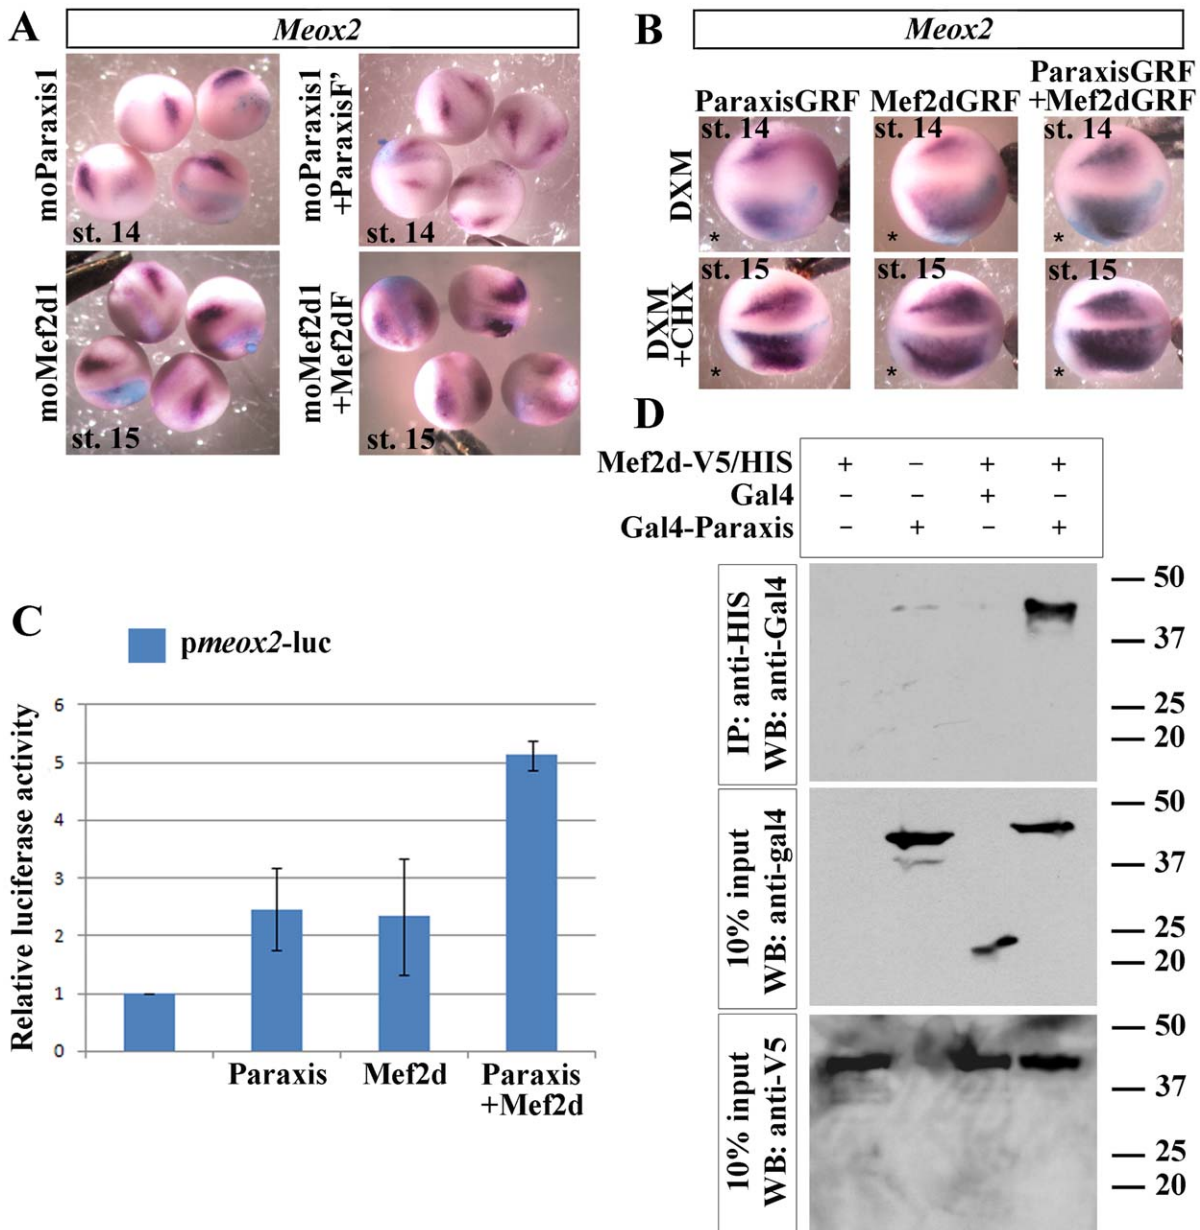 A
Meox2
moParaxis1
st. 14
moParaxis1
+ParaxisF'
st. 14
moMef2d1
st. 15
moMef2d1
+Mef2dF
st. 15
B
Meox2
ParaxisGRF
Mef2dGRF
ParaxisGRF
+Mef2dGRF
DXM
st. 14
*
st. 14
*
st. 14
*
DXM
+CHX
st. 15
*
st. 15
*
st. 15
*
C
pmeox2-luc
Relative luciferase activity
6
5
4
3
2
1
0
Paraxis
Mef2d
Paraxis
+Mef2d
D
Mef2d-V5/HIS + – + +
Gal4 – – + –
Gal4-Paraxis – + – +
IP: anti-HIS
WB: anti-Gal4
50
37
25
20
10% input
WB: anti-gal4
50
37
25
20
10% input
WB: anti-V5
50
37
25
20